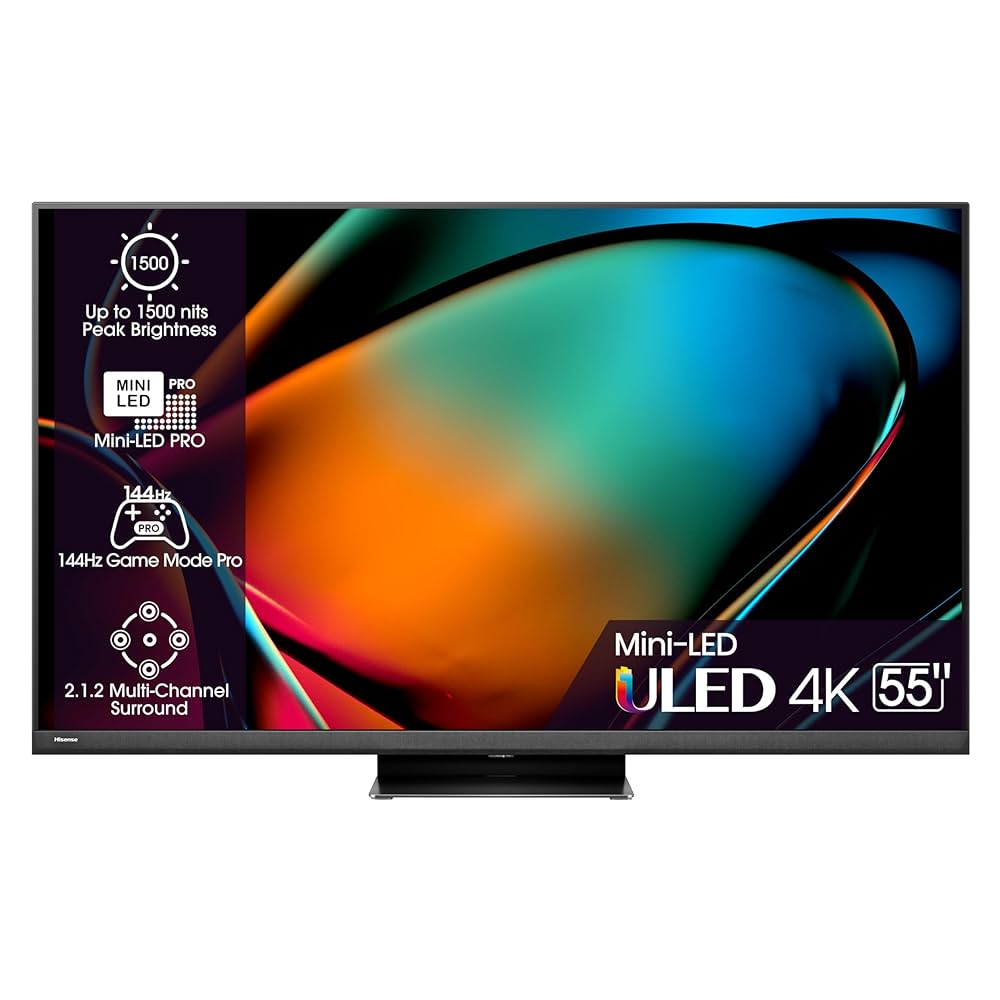 1500
Up to 1500 nits
Peak Brightness
MINI
LED
PRO
Mini-LED PRO
144Hz
PRO
144Hz Game Mode Pro
2.1.2 Multi-Channel
Surround
Mini-LED
ULED 4K 55"
Hisense